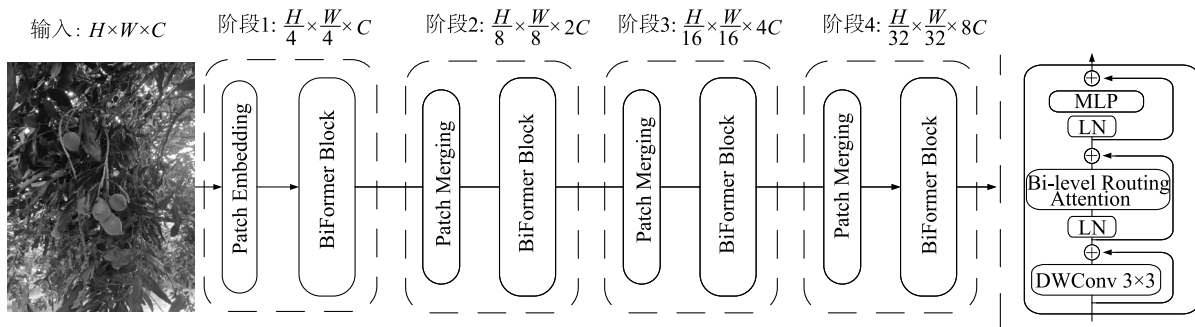 输入: H×W×C
阶段1: H/4×W/4×C
阶段2: H/8×W/8×2C
阶段3: H/16×W/16×4C
阶段4: H/32×W/32×8C
Patch Embedding
BiFormer Block
Patch Merging
BiFormer Block
Patch Merging
BiFormer Block
Patch Merging
BiFormer Block
MLP
LN
Bi-level Routing
Attention
LN
DWConv 3×3